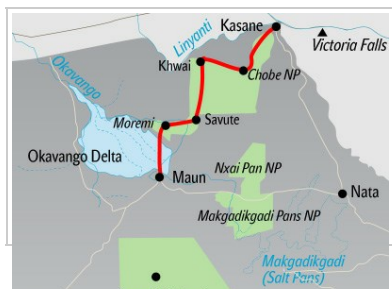 Kasane
Linyanti
Victoria Falls
Khwai
Chobe NP
Okavango
Moremi
Savute
Okavango Delta
Nxai Pan NP
Maun
Nata
Makgadikgadi Pans NP
Makgadikgadi
(Salt Pans)